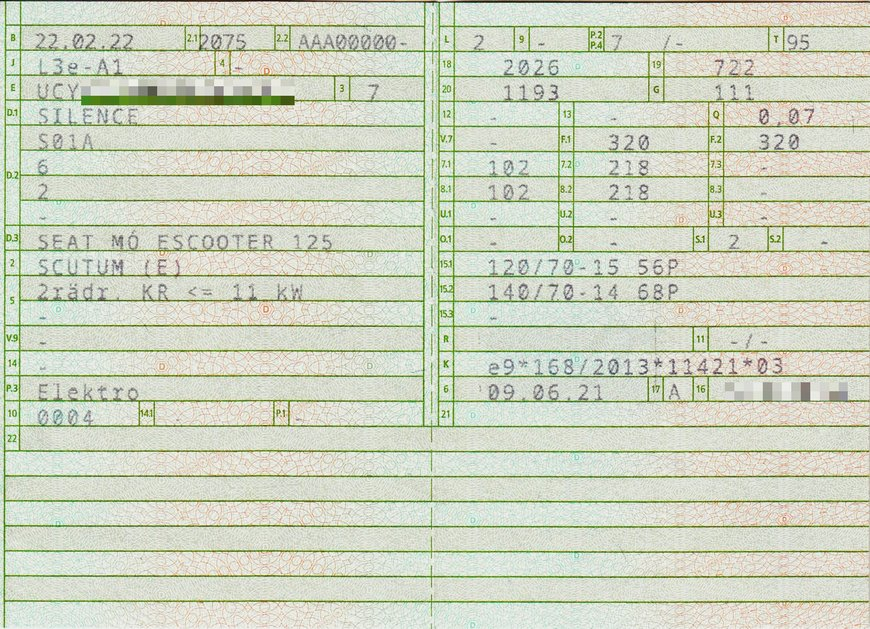 B 22.02.22 2.1 2075 2.2 AAA00000-
J L3e-A1 4 -
E UCY 3 7
D.1 SILENCE
S01A
6
D.2 2
-
D.3 SEAT MÓ ESCOOTER 125
2 SCUTUM (E)
5 2rädr. KR <= 11 kW
-
V.9 -
14 -
P.3 Elektro
10 0004 14.1 - P.1 -
22
L 2 9 - P.2 P.4 7 /- T 95
18 2026 19 722
20 1193 G 111
12 - 13 - Q 0,07
V.7 - F.1 320 F.2 320
7.1 102 7.2 218 7.3 -
8.1 102 8.2 218 8.3 -
U.1 - U.2 - U.3 -
O.1 - O.2 - S.1 2 S.2 -
15.1 120/70-15 56P
15.2 140/70-14 68P
15.3 -
R 11 -/-
K e9*168/2013*11421*03
6 09.06.21 17 A 16
21